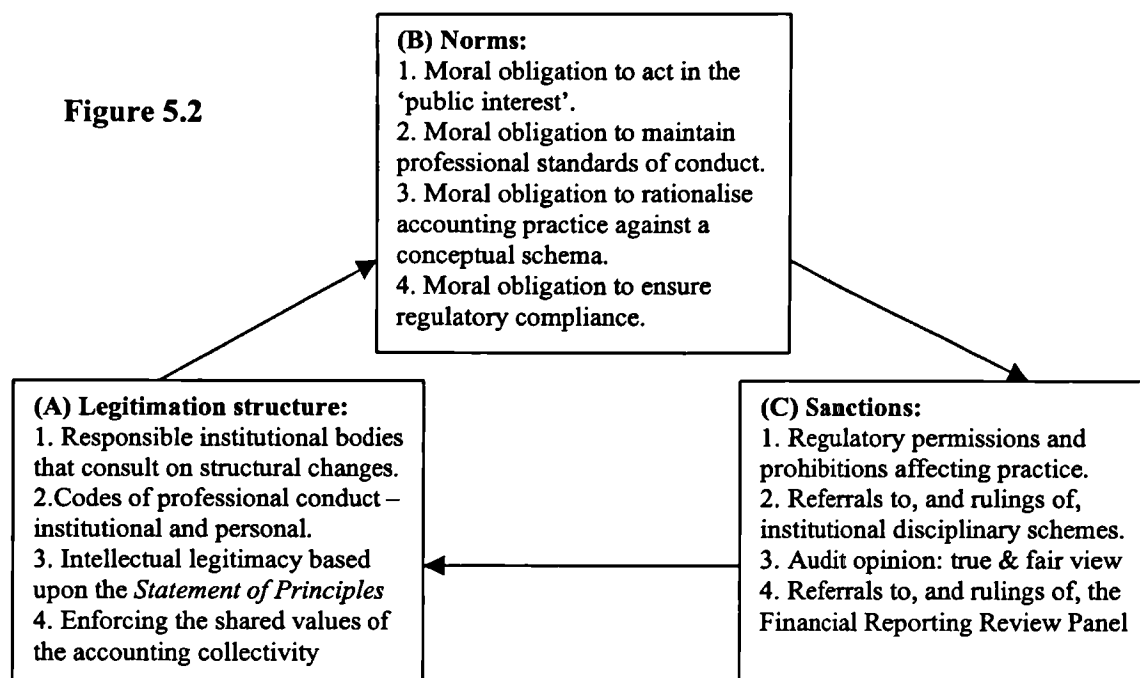 Figure 5.2
(B) Norms:
1. Moral obligation to act in the
‘public interest’.
2. Moral obligation to maintain
professional standards of conduct.
3. Moral obligation to rationalise
accounting practice against a
conceptual schema.
4. Moral obligation to ensure
regulatory compliance.
(A) Legitimation structure:
1. Responsible institutional bodies
that consult on structural changes.
2.Codes of professional conduct –
institutional and personal.
3. Intellectual legitimacy based
upon the Statement of Principles
4. Enforcing the shared values of
the accounting collectivity
(C) Sanctions:
1. Regulatory permissions and
prohibitions affecting practice.
2. Referrals to, and rulings of,
institutional disciplinary schemes.
3. Audit opinion: true & fair view
4. Referrals to, and rulings of, the
Financial Reporting Review Panel